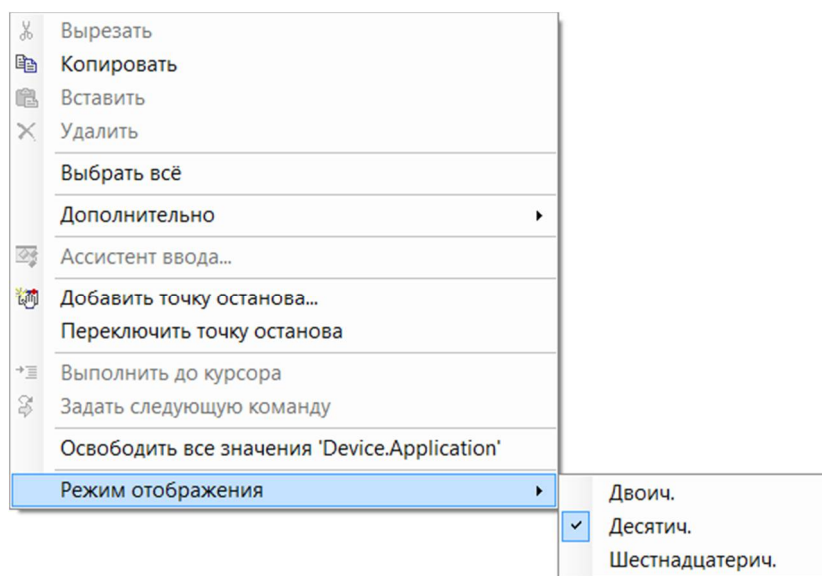 Вырезать
Копировать
Вставить
Удалить
Выбрать всё
Дополнительно
Ассистент ввода...
Добавить точку останова...
Переключить точку останова
Выполнить до курсора
Задать следующую команду
Освободить все значения 'Device.Application'
Режим отображения
Двоич.
Десятич.
Шестнадцатерич.